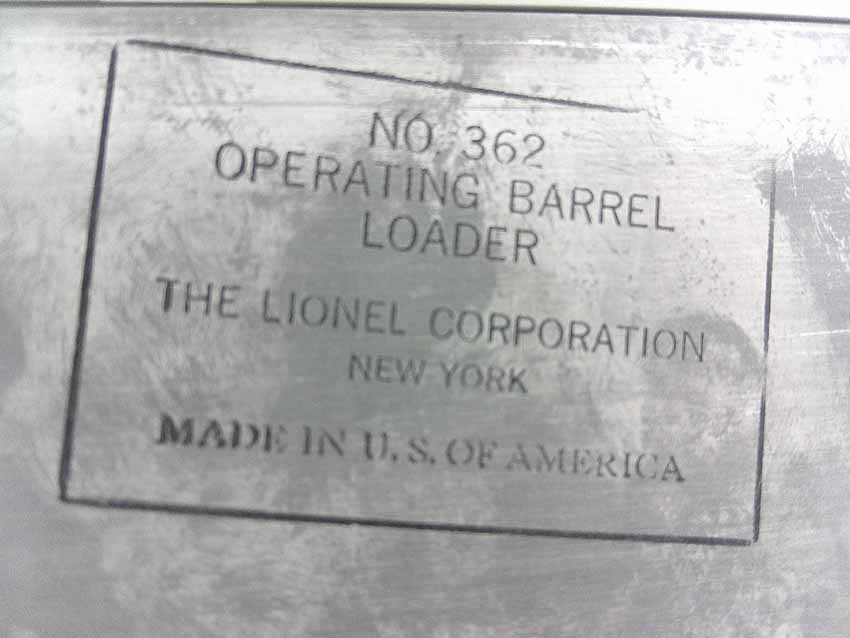 NO. 362
OPERATING BARREL
LOADER
THE LIONEL CORPORATION
NEW YORK
MADE IN U. S. OF AMERICA